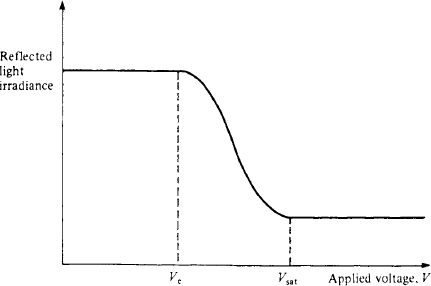 Reflected
light
irradiance
Vc
Vsat
Applied voltage, V